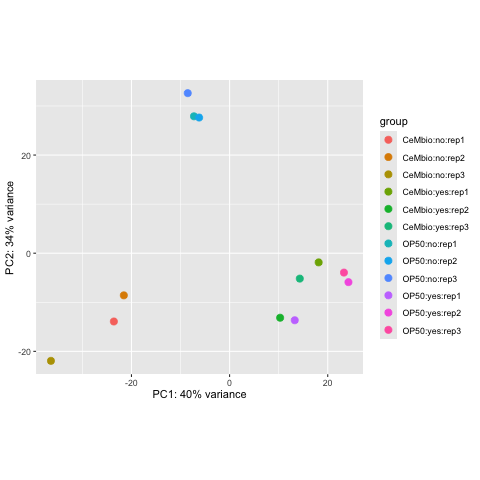 group
CeMbio:no:rep1
CeMbio:no:rep2
CeMbio:no:rep3
CeMbio:yes:rep1
CeMbio:yes:rep2
CeMbio:yes:rep3
OP50:no:rep1
OP50:no:rep2
OP50:no:rep3
OP50:yes:rep1
OP50:yes:rep2
OP50:yes:rep3
PC2: 34% variance
20
0
-20
-20
0
20
PC1: 40% variance